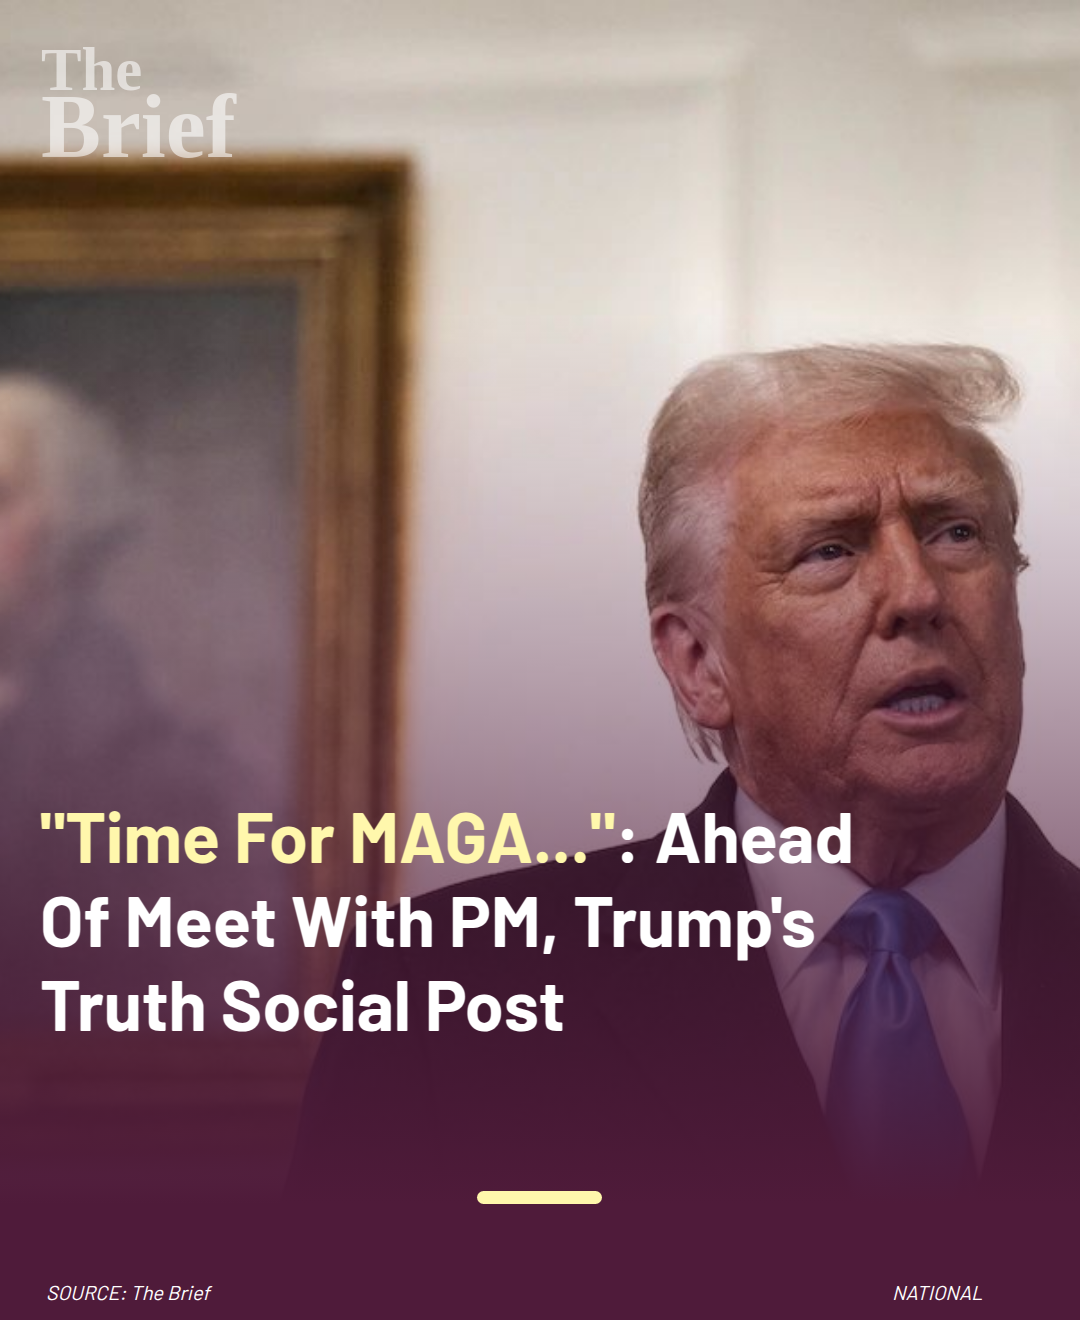 The
Brief
"Time For MAGA...": Ahead
Of Meet With PM, Trump's
Truth Social Post
SOURCE: The Brief
NATIONAL